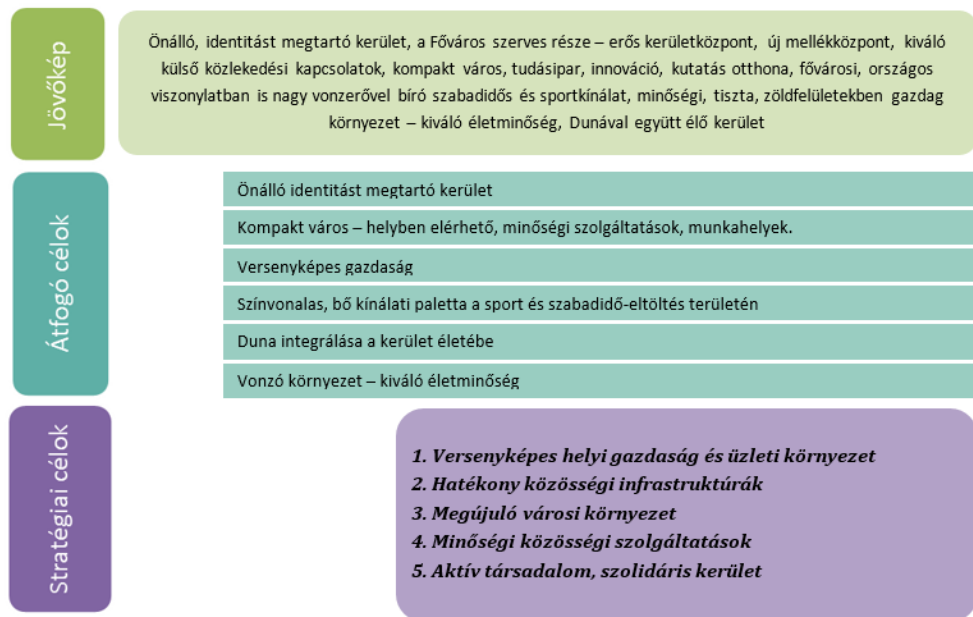 Jövőkép
Önálló, identitást megtartó kerület, a Főváros szerves része – erős kerületközpont, új mellékközpont, kiváló
külső közlekedési kapcsolatok, kompakt város, tudásipar, innováció, kutatás otthona, fővárosi, országos
viszonylatban is nagy vonzerővel bíró szabadidős és sportkínálat, minőségi, tiszta, zöldfelületekben gazdag
környezet – kiváló életminőség, Dunával együtt élő kerület
Átfogó célok
Önálló identitást megtartó kerület
Kompakt város – helyben elérhető, minőségi szolgáltatások, munkahelyek.
Versenyképes gazdaság
Színvonalas, bő kínálati paletta a sport és szabadidő-eltöltés területén
Duna integrálása a kerület életébe
Vonzó környezet – kiváló életminőség
Stratégiai célok
1. Versenyképes helyi gazdaság és üzleti környezet
2. Hatékony közösségi infrastruktúrák
3. Megújuló városi környezet
4. Minőségi közösségi szolgáltatások
5. Aktív társadalom, szolidáris kerület